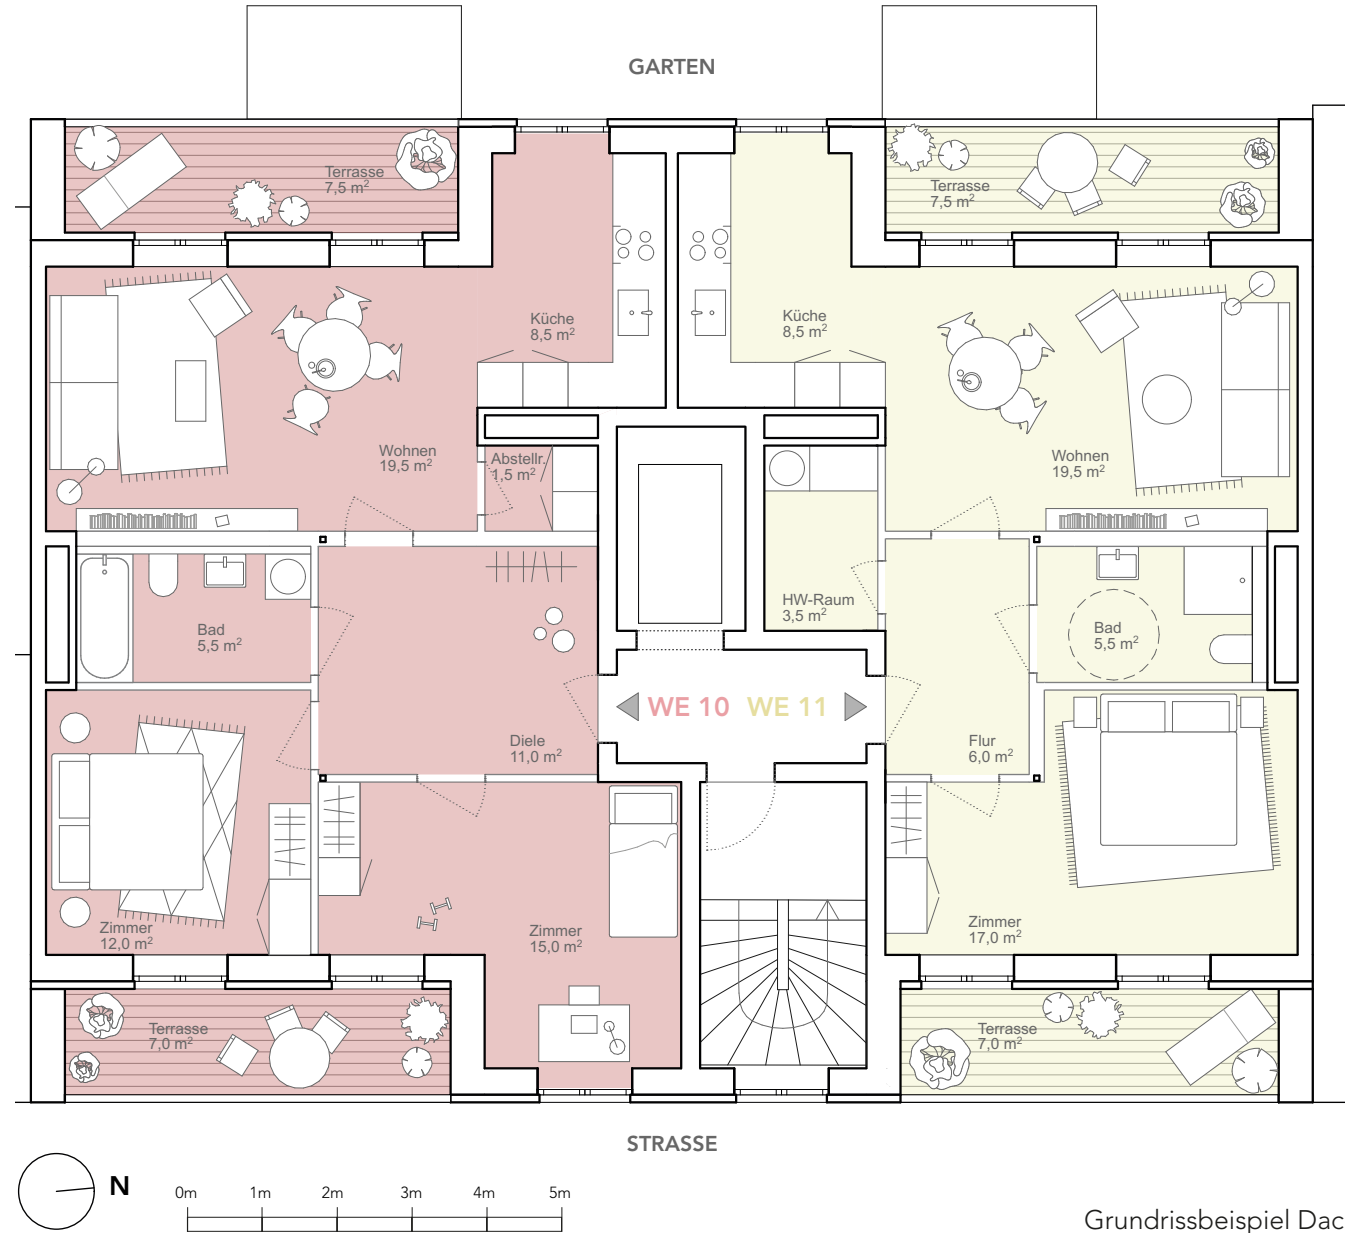 GARTEN
Terrasse
7,5 m²
Terrasse
7,5 m²
Küche
8,5 m²
Küche
8,5 m²
Wohnen
19,5 m²
Abstellr.
1,5 m²
Wohnen
19,5 m²
HW-Raum
3,5 m²
Bad
5,5 m²
Bad
5,5 m²
WE 10 WE 11
Diele
11,0 m²
Flur
6,0 m²
Zimmer
12,0 m²
Zimmer
15,0 m²
Zimmer
17,0 m²
Terrasse
7,0 m²
Terrasse
7,0 m²
STRASSE
N
0m 1m 2m 3m 4m 5m
Grundrissbeispiel Dac